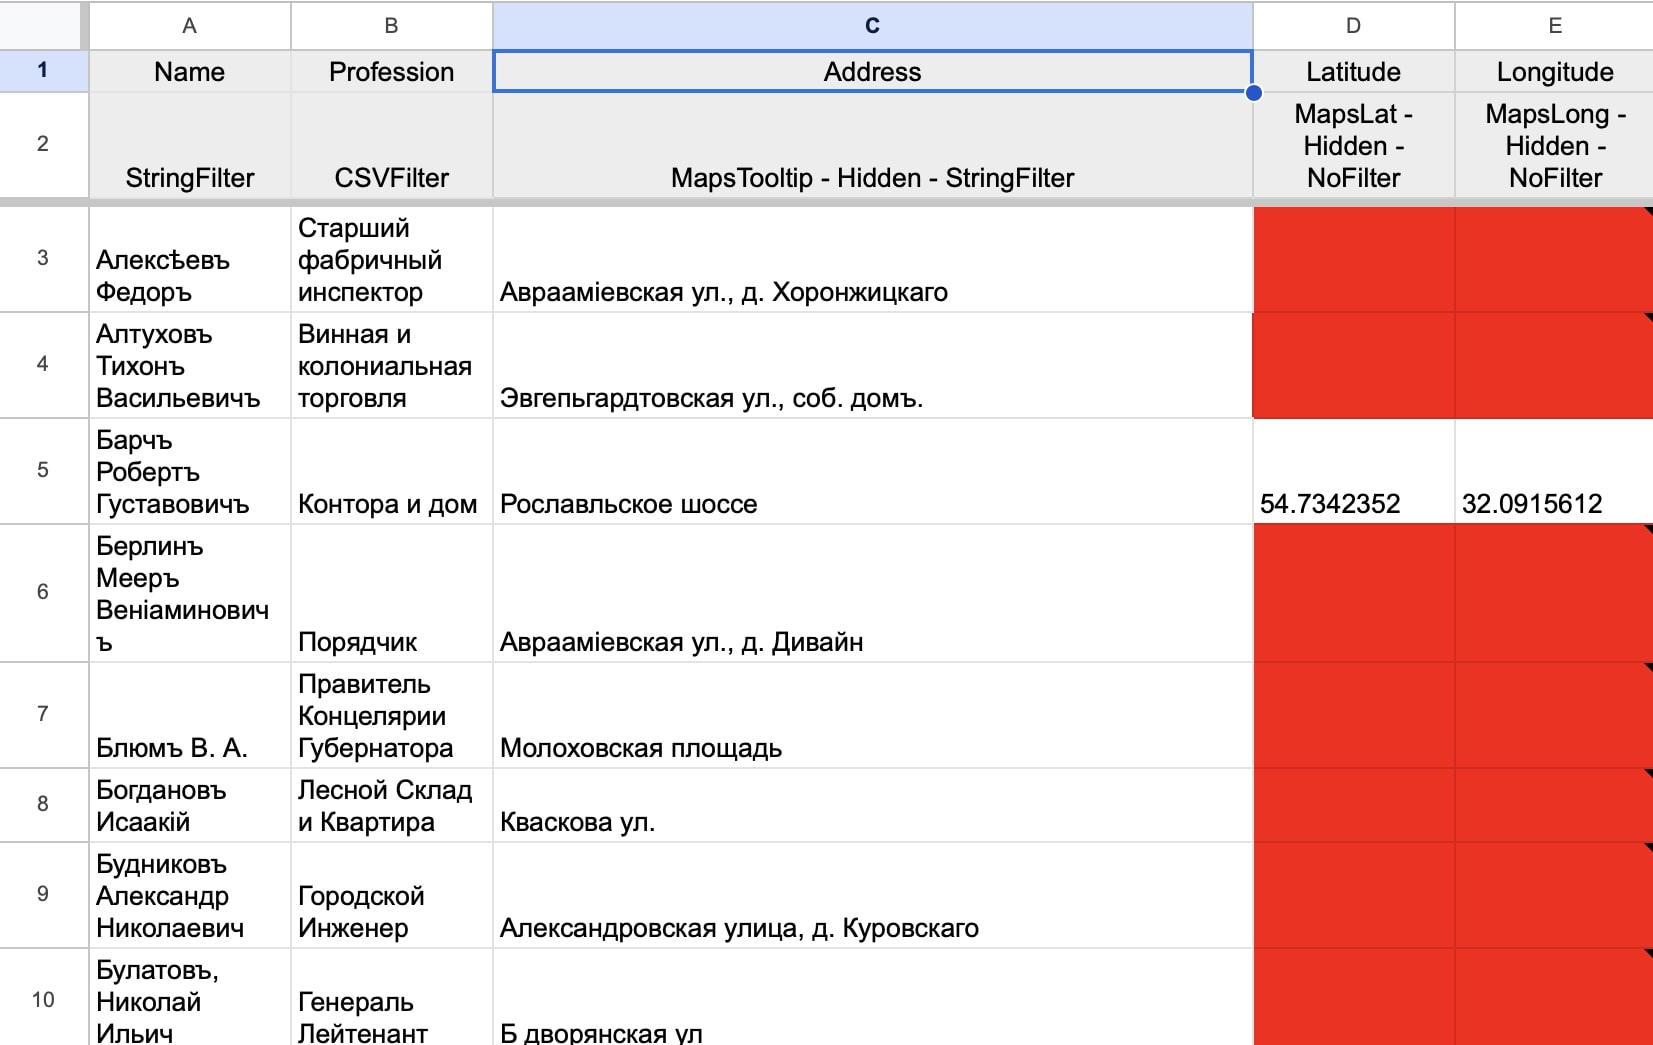 A B C D E
1 Name Profession Address Latitude Longitude
2 StringFilter CSVFilter MapsTooltip - Hidden - StringFilter MapsLat - Hidden - NoFilter MapsLong - Hidden - NoFilter
3
Алексѣевъ
Федоръ
Старший
фабричный
инспектор
Авраамiевская ул., д. Хоронжицкаго
4
Алтуховъ
Тихонъ
Васильевичъ
Винная и
колониальная
торговля
Эвгепьгардтовская ул., соб. домъ.
5
Барчъ
Робертъ
Густавовичъ
Контора и дом
Рославльское шоссе
54.7342352
32.0915612
6
Берлинъ
Мееръ
Венiаминович
ъ
Порядчик
Авраамiевская ул., д. Дивайн
7
Блюмъ В. А.
Правитель
Концелярии
Губернатора
Молоховская площадь
8
Богдановъ
Исаакiй
Лесной Склад
и Квартира
Кваскова ул.
9
Будниковъ
Александр
Николаевич
Городской
Инженер
Александровская улица, д. Куровскаго
10
Булатовъ,
Николай
Ильич
Генераль
Лейтенант
Б дворянская ул